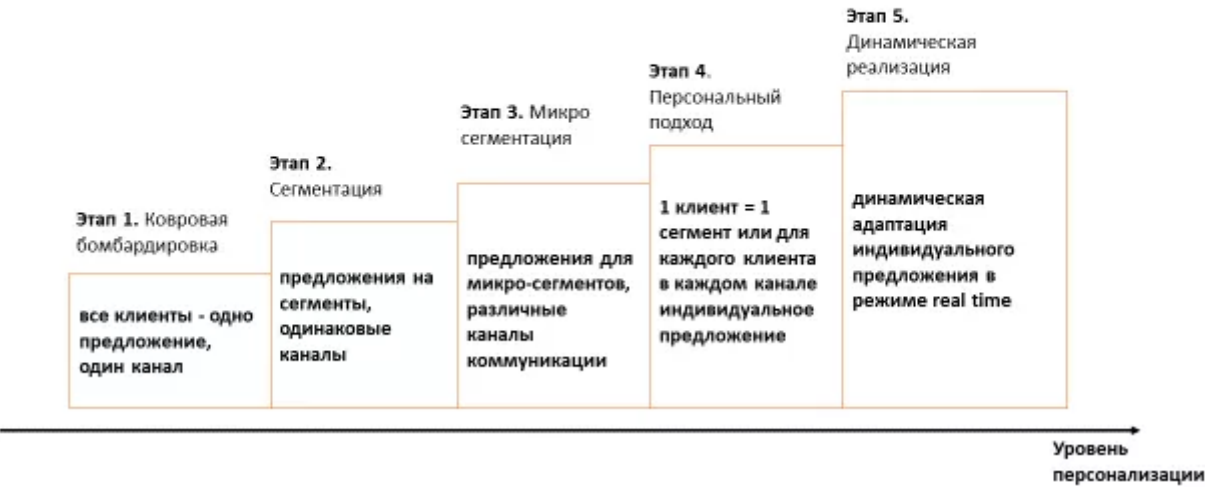 Этап 1. Ковровая
бомбардировка
все клиенты - одно
предложение,
один канал
Этап 2.
Сегментация
предложения на
сегменты,
одинаковые
каналы
Этап 3. Микро
сегментация
предложения для
микро-сегментов,
различные
каналы
коммуникации
Этап 4.
Персональный
подход
1 клиент = 1
сегмент или для
каждого клиента
в каждом канале
индивидуальное
предложение
Этап 5.
Динамическая
реализация
динамическая
адаптация
индивидуального
предложения в
режиме real time
Уровень
персонализации